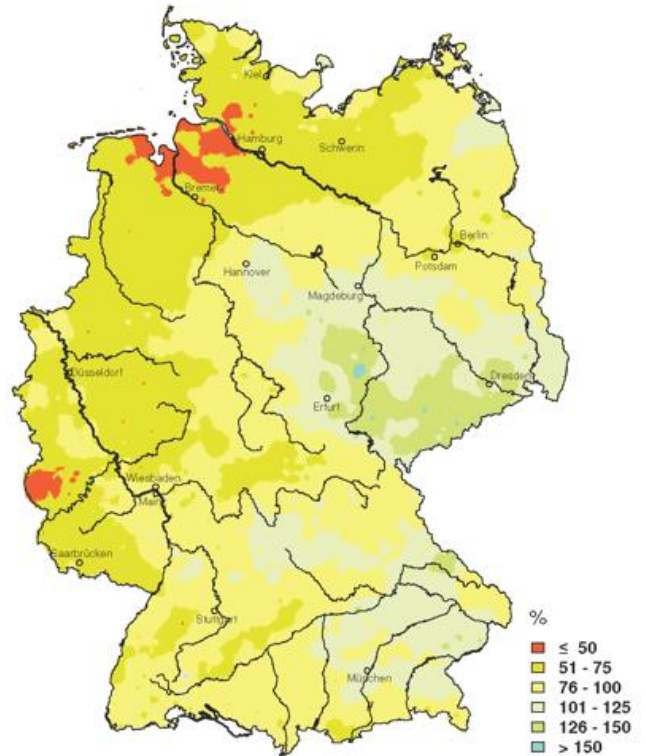 Kiel
Hamburg
Schwerin
Bremen
Berlin
Hannover
Potsdam
Magdeburg
Düsseldorf
Dresden
Erfurt
Wiesbaden
Mainz
Saarbrücken
Stuttgart
München
%
≤ 50
51 - 75
76 - 100
101 - 125
126 - 150
> 150